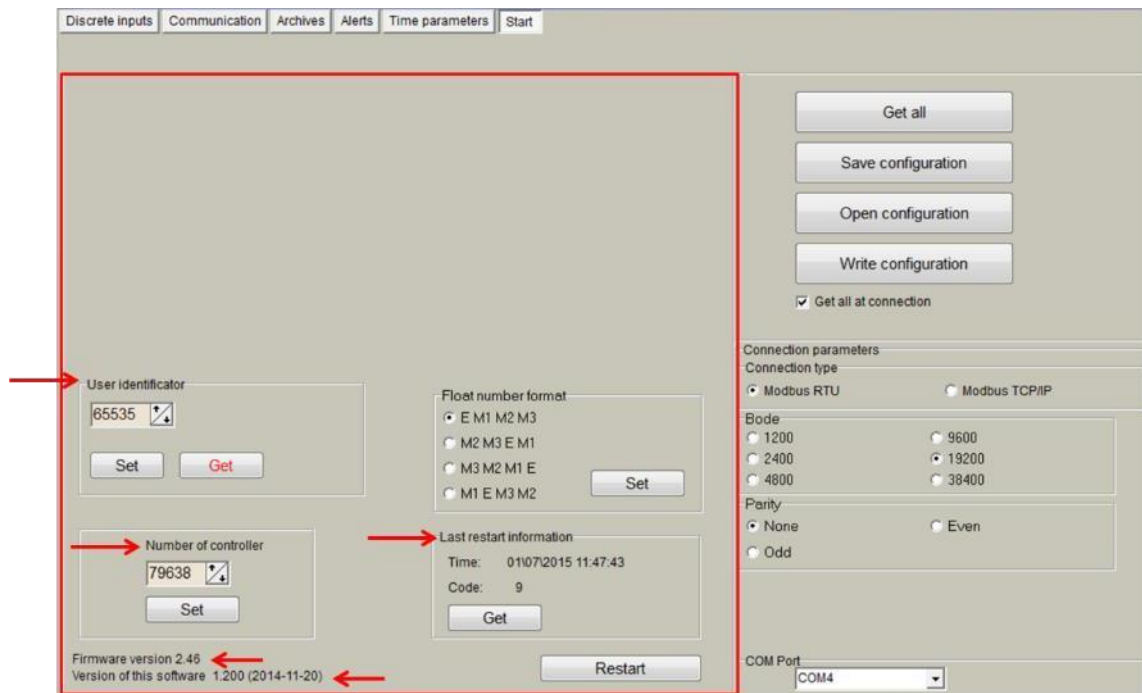 Discrete inputs Communication Archives Alerts Time parameters Start
Get all
Save configuration
Open configuration
Write configuration
Get all at connection
User identificator
65535
Set Get
Float number format
E M1 M2 M3
M2 M3 E M1
M3 M2 M1 E
M1 E M3 M2
Set
Number of controller
79638
Set
Last restart information
Time: 01\07\2015 11:47:43
Code: 9
Get
Firmware version 2.46
Version of this software 1.200 (2014-11-20)
Restart
Connection parameters
Connection type
Modbus RTU Modbus TCP/IP
Bode
1200 9600
2400 19200
4800 38400
Parity
None Even
Odd
COM Port
COM4